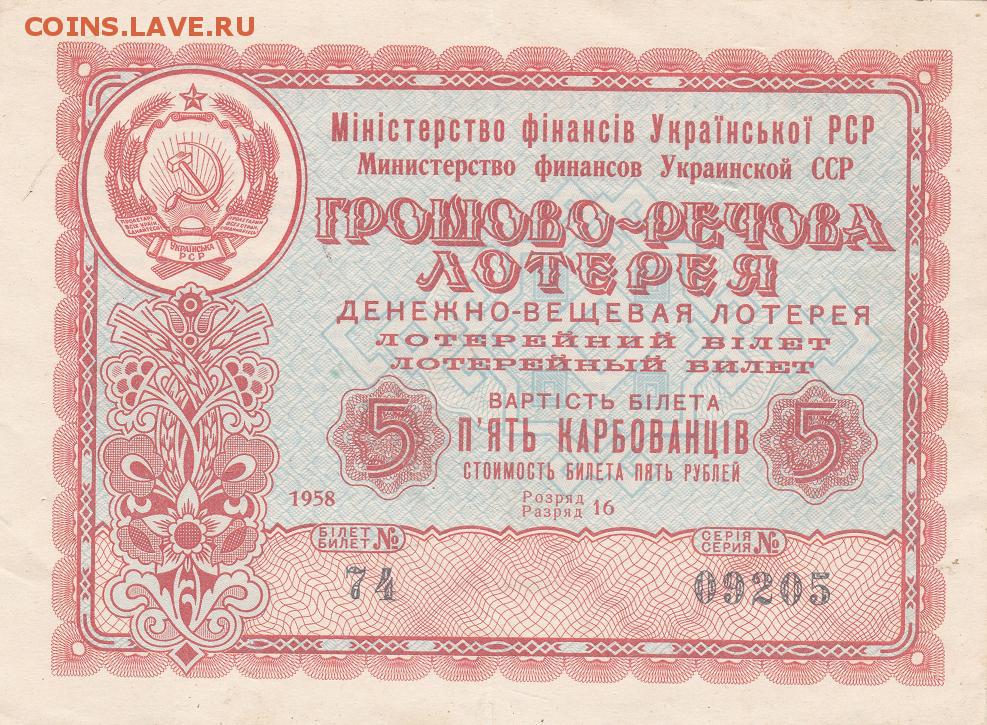 COINS.LAVE.RU
Міністерство фінансів Української РСР
Министерство финансов Украинской ССР
ГРОШОВО-РЕЧОВА
ЛОТЕРЕЯ
ДЕНЕЖНО-ВЕЩЕВАЯ ЛОТЕРЕЯ
ЛОТЕРЕЙНИЙ БІЛЕТ
ЛОТЕРЕЙНЫЙ БИЛЕТ
ВАРТІСТЬ БІЛЕТА
5 П'ЯТЬ КАРБОВАНЦІВ 5
СТОИМОСТЬ БИЛЕТА ПЯТЬ РУБЛЕЙ
1958
Розряд
Разряд 16
УКРАЇНСЬКА
РСР
БІЛЕТ
БИЛЕТ №
СЕРІЯ
СЕРИЯ №
74
09205